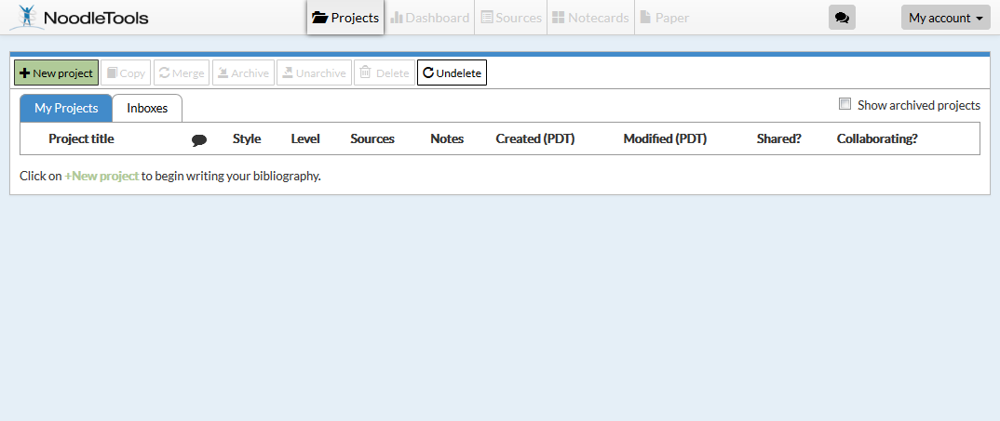 NoodleTools Projects Dashboard Sources Notecards Paper My account
New project Copy Merge Archive Unarchive Delete Undelete
My Projects Inboxes Show archived projects
Project title Style Level Sources Notes Created (PDT) Modified (PDT) Shared? Collaborating?
Click on +New project to begin writing your bibliography.